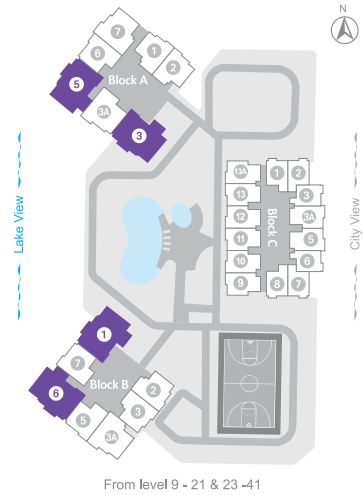 N
7
1
6
2
Block A
5
3A
3
Lake View
City View
13A
1
2
13
3
12
3A
11
Block C
5
10
6
9
8
7
1
7
2
Block B
6
3
5
3A
From level 9 - 21 & 23 -41